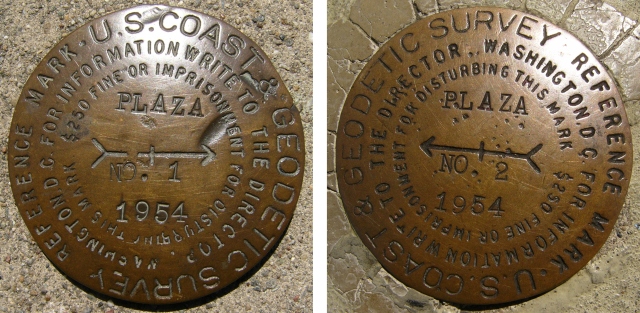 U.S. COAST & GEODETIC SURVEY REFERENCE MARK
FOR INFORMATION WRITE TO THE DIRECTOR, WASHINGTON D.C.
$250 FINE OR IMPRISONMENT FOR DISTURBING THIS MARK
PLAZA
NO. 1
1954
U.S. COAST & GEODETIC SURVEY REFERENCE MARK
FOR INFORMATION WRITE TO THE DIRECTOR, WASHINGTON D.C.
$250 FINE OR IMPRISONMENT FOR DISTURBING THIS MARK
PLAZA
NO. 2
1954